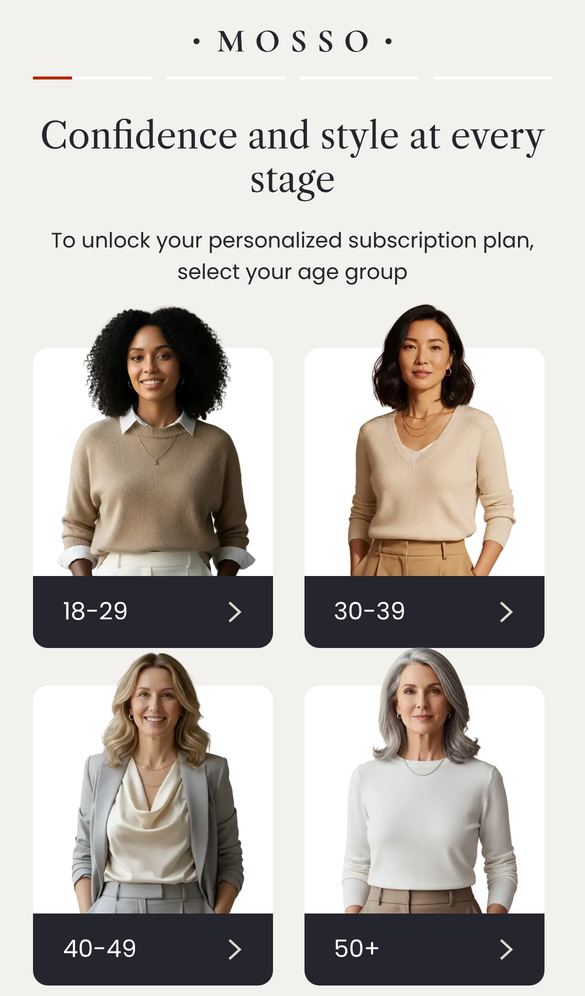 · MOSSO ·
Confidence and style at every
stage
To unlock your personalized subscription plan,
select your age group
18-29
30-39
40-49
50+